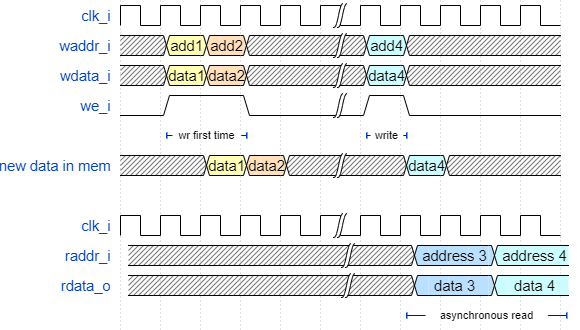 clk_i
waddr_i add1 add2 add4
wdata_i data1 data2 data4
we_i
wr first time write
new data in mem data1 data2 data4
clk_i
raddr_i address 3 address 4
rdata_o data 3 data 4
asynchronous read